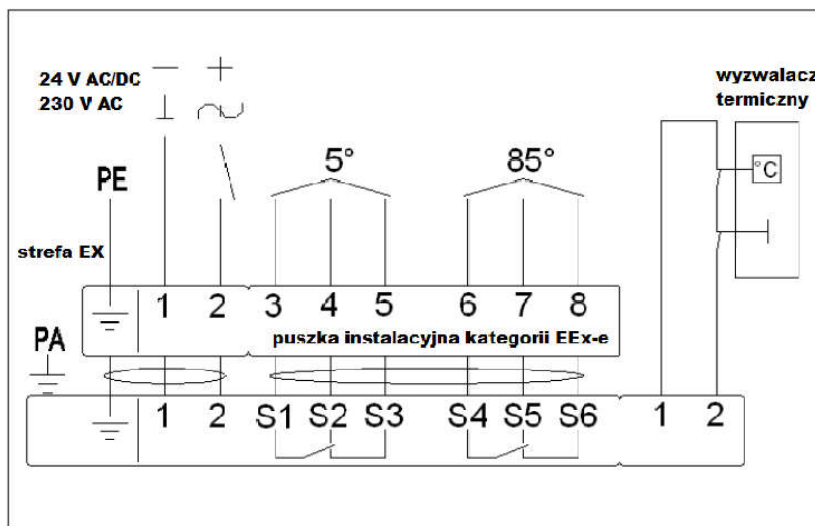 24 V AC/DC
230 V AC
— +
wyzwalacz
termiczny
°C
5°
85°
PE
strefa EX
1 2 3 4 5 6 7 8
puszka instalacyjna kategorii EEx-e
PA
1 2 S1 S2 S3 S4 S5 S6 1 2